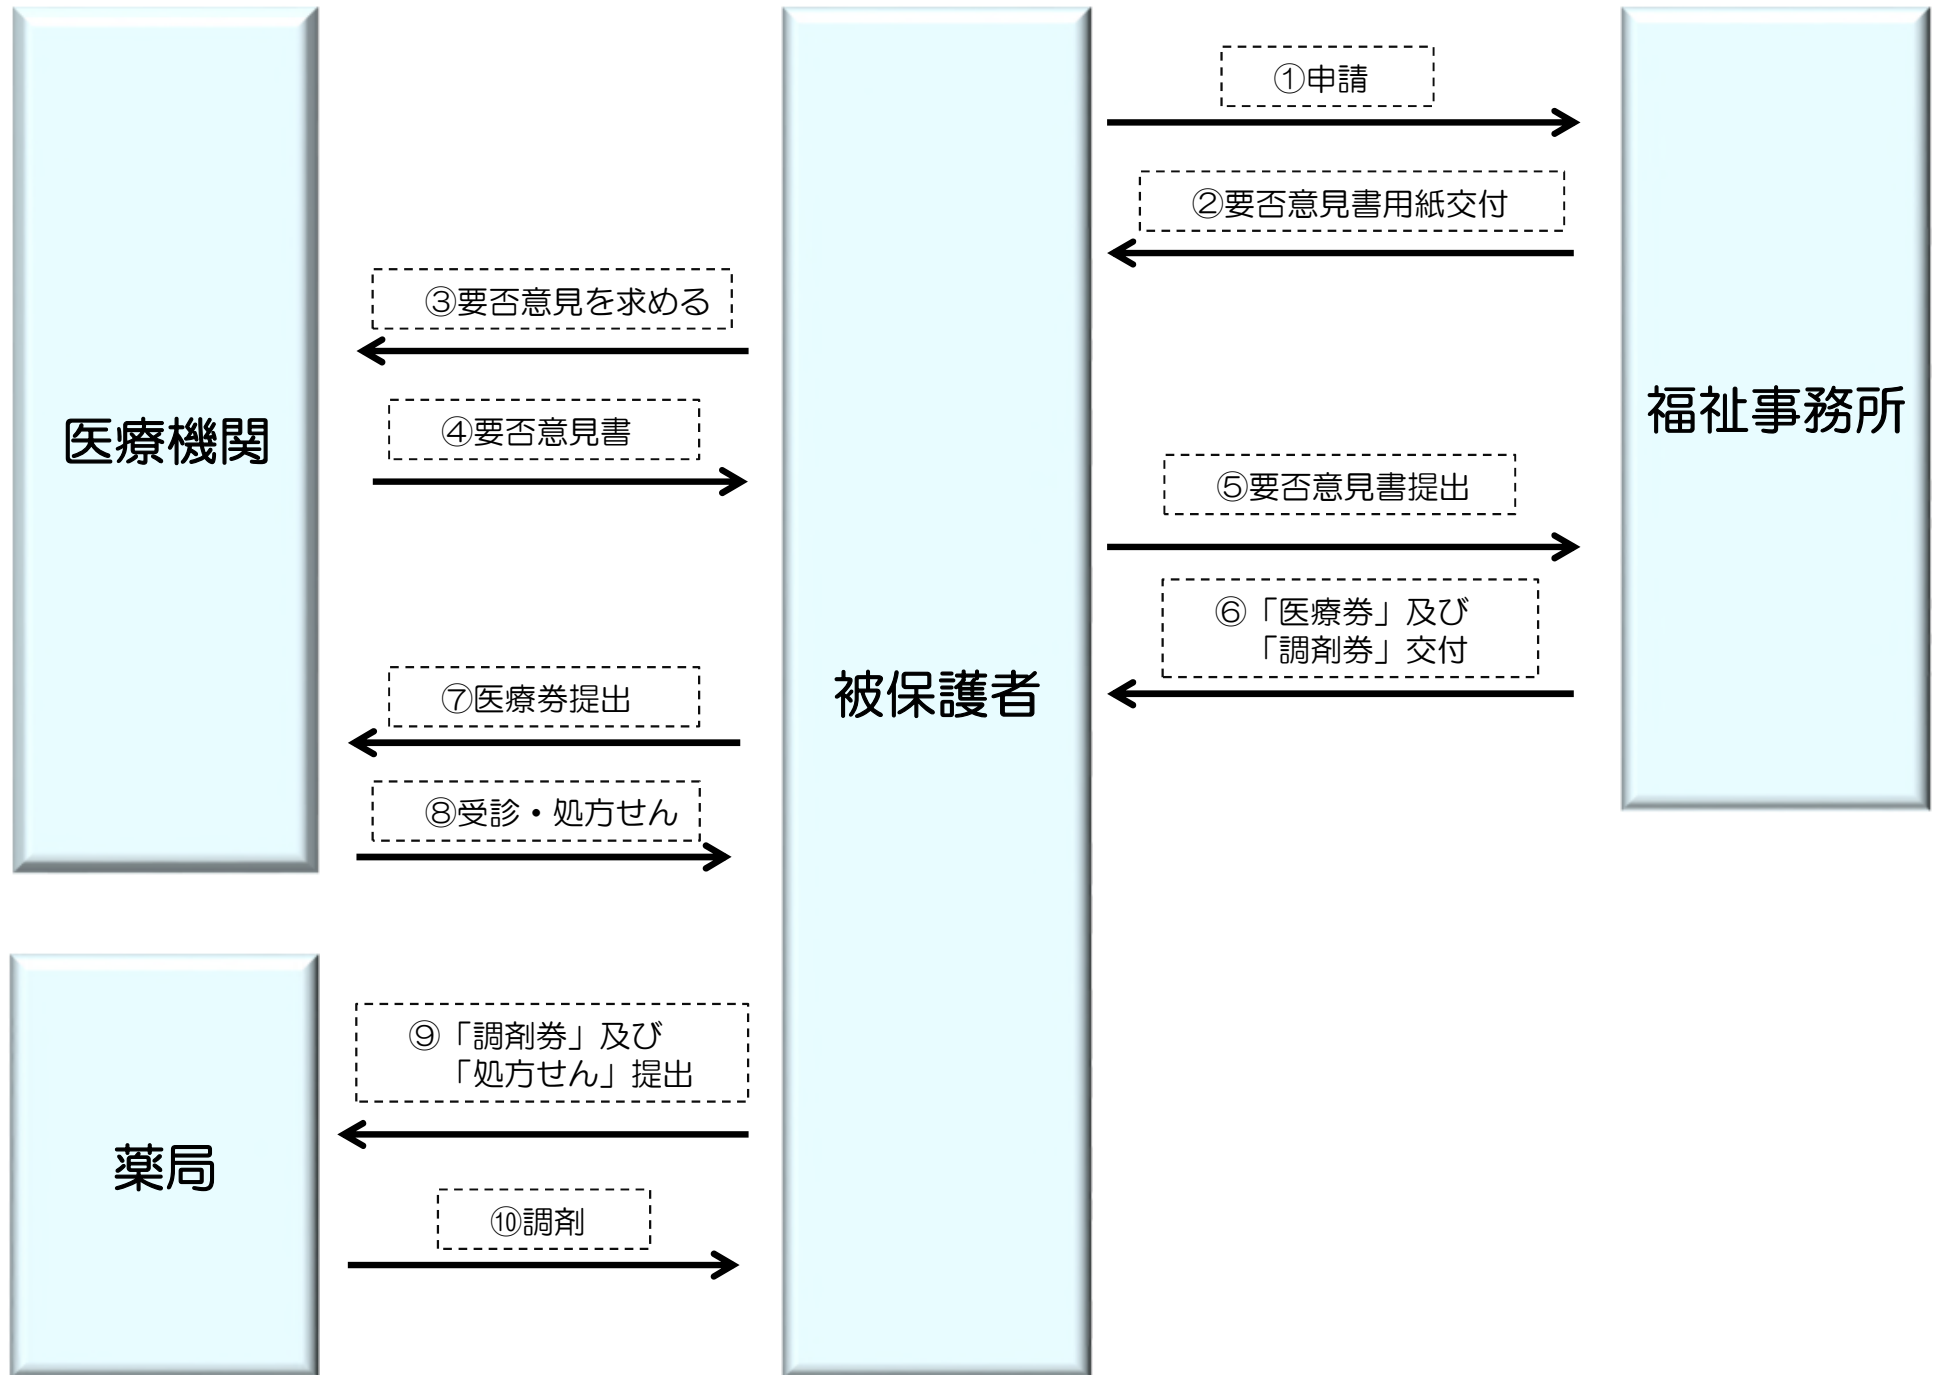 ①申請
②要否意見書用紙交付
③要否意見を求める
医療機関
④要否意見書
福祉事務所
⑤要否意見書提出
⑥「医療券」及び
「調剤券」交付
被保護者
⑦医療券提出
⑧受診・処方せん
⑨「調剤券」及び
「処方せん」提出
薬局
⑩調剤